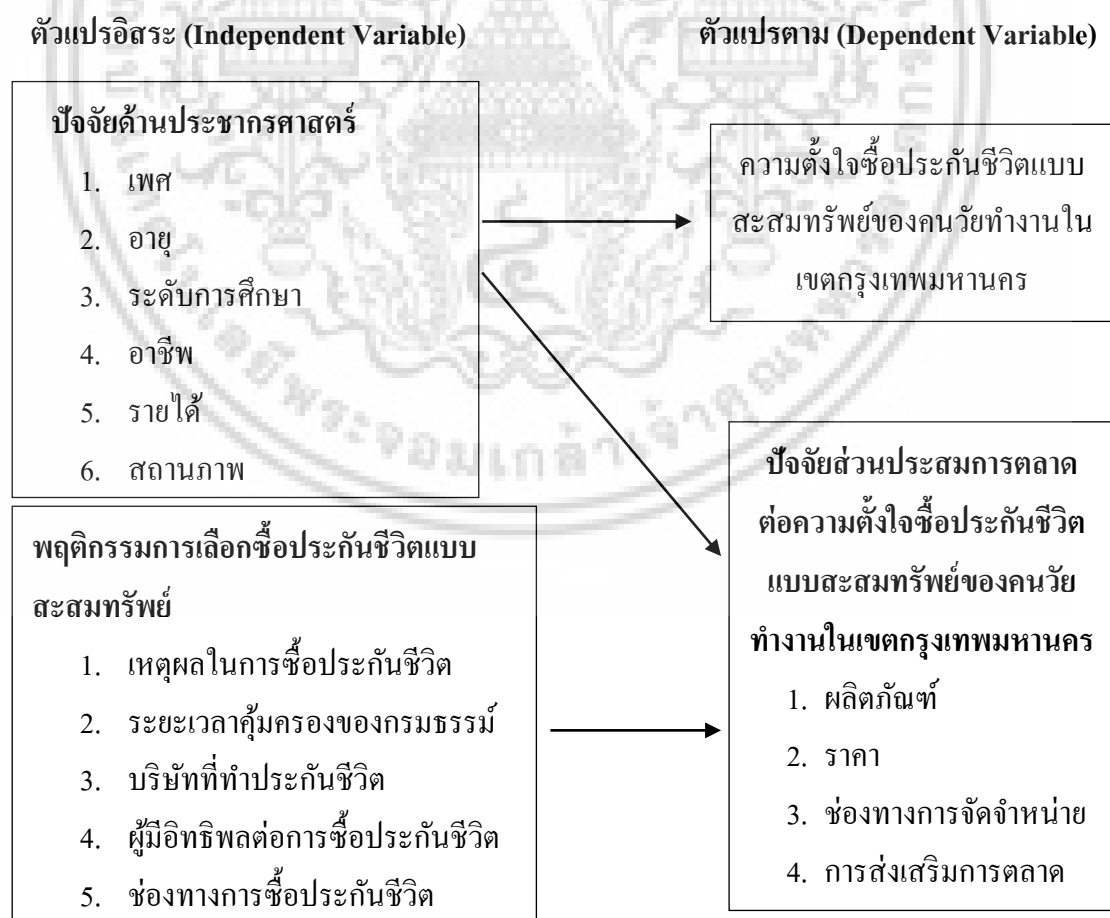 ตัวแปรอิสระ (Independent Variable)
ตัวแปรตาม (Dependent Variable)
ปัจจัยด้านประชากรศาสตร์
1. เพศ
2. อายุ
3. ระดับการศึกษา
4. อาชีพ
5. รายได้
6. สถานภาพ
ความตั้งใจซื้อประกันชีวิตแบบ
สะสมทรัพย์ของคนวัยทำงานใน
เขตกรุงเทพมหานคร
พฤติกรรมการเลือกซื้อประกันชีวิตแบบ
สะสมทรัพย์
1. เหตุผลในการซื้อประกันชีวิต
2. ระยะเวลาคุ้มครองของกรมธรรม์
3. บริษัทที่ทำประกันชีวิต
4. ผู้มีอิทธิพลต่อการซื้อประกันชีวิต
5. ช่องทางการซื้อประกันชีวิต
ปัจจัยส่วนประสมการตลาด
ต่อความตั้งใจซื้อประกันชีวิต
แบบสะสมทรัพย์ของคนวัย
ทำงานในเขตกรุงเทพมหานคร
1. ผลิตภัณฑ์
2. ราคา
3. ช่องทางการจัดจำหน่าย
4. การส่งเสริมการตลาด